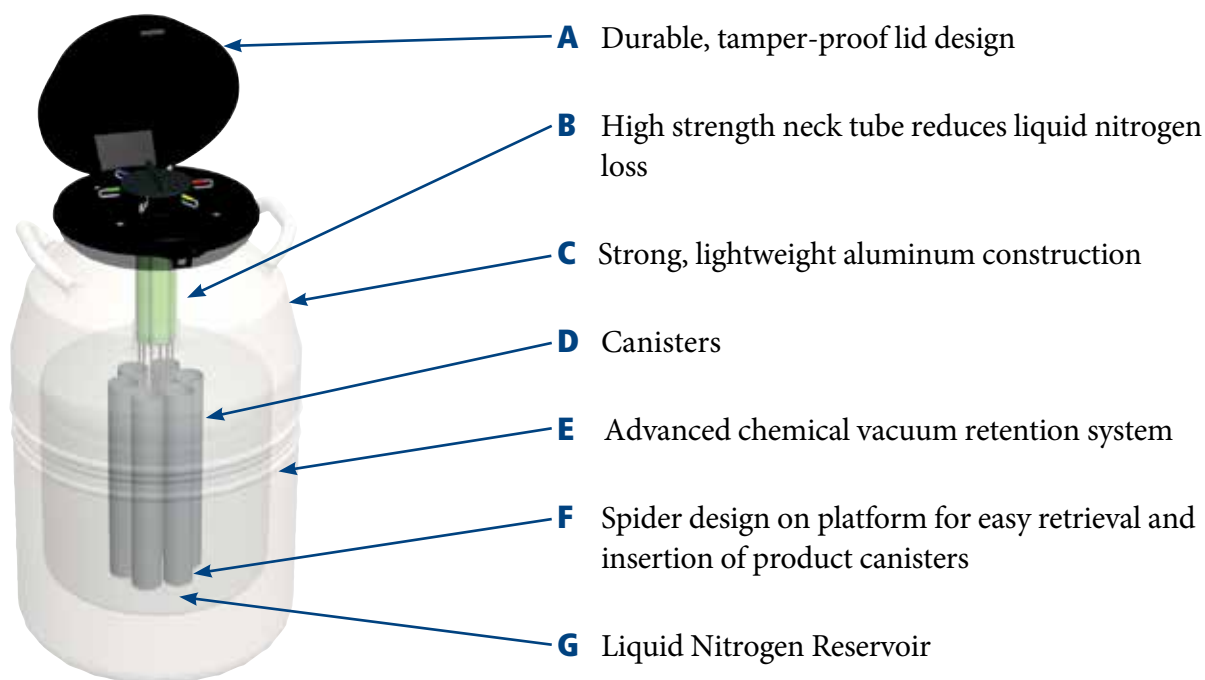 A Durable, tamper-proof lid design
B High strength neck tube reduces liquid nitrogen
loss
C Strong, lightweight aluminum construction
D Canisters
E Advanced chemical vacuum retention system
F Spider design on platform for easy retrieval and
insertion of product canisters
G Liquid Nitrogen Reservoir